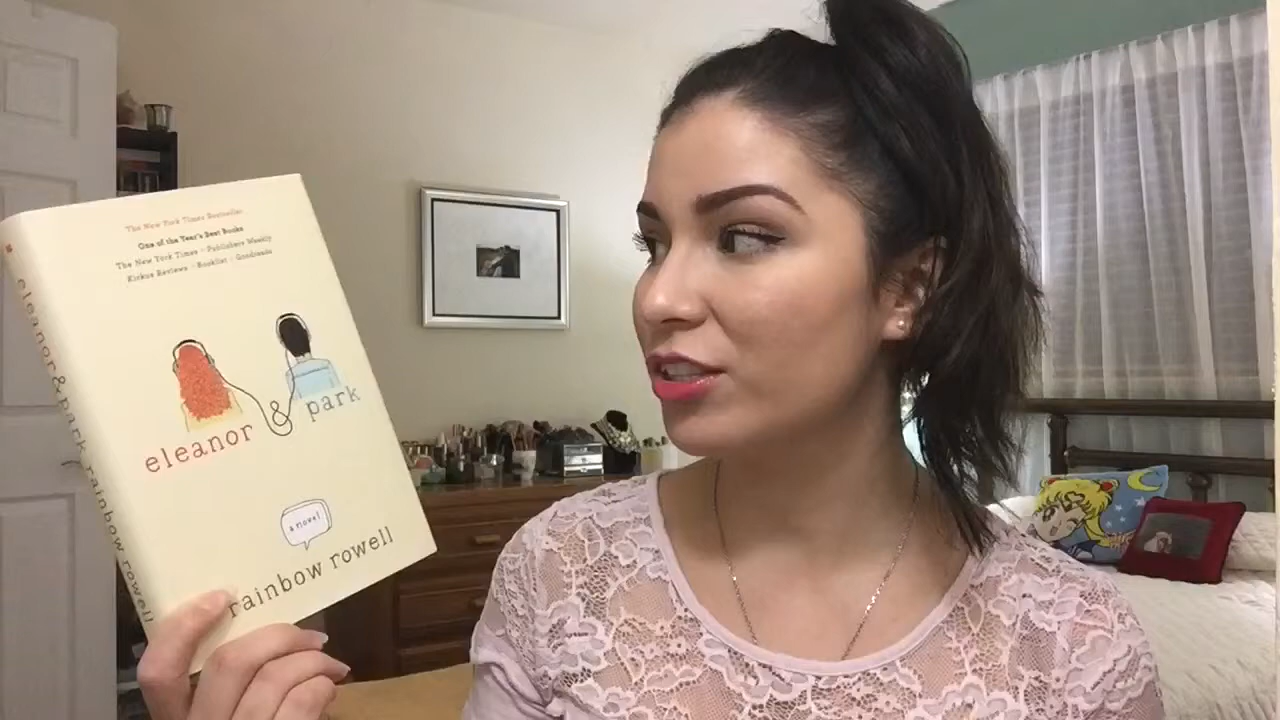 The New York Times Bestseller
One of the Year's Best Books
The New York Times - Publishers Weekly
Kirkus Reviews - Booklist - Goodreads
eleanor & park
a novel
rainbow rowell
eleanor & park rainbow rowell